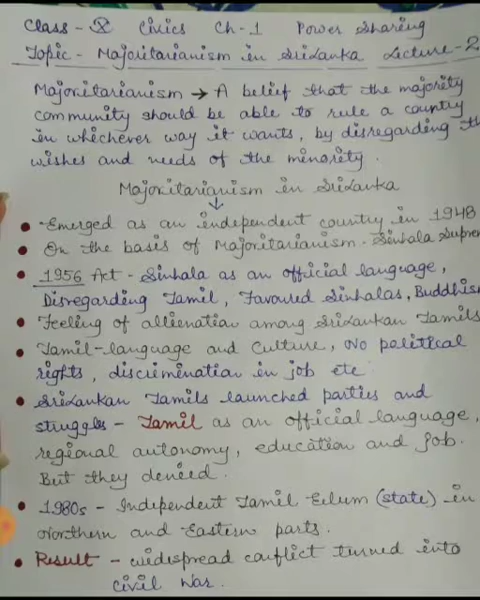 Class - X Civics Ch-1 Power Sharing
Topic - Majoritarianism in SriLanka Lecture-2
Majoritarianism → A belief that the majority
community should be able to rule a country
in whichever way it wants, by disregarding the
wishes and needs of the minority.
Majoritarianism in SriLanka
↓
• Emerged as an independent country in 1948
• On the basis of Majoritarianism. Sinhala Suprem
• 1956 Act - Sinhala as an official language,
Disregarding Tamil, Favoured Sinhalas, Buddhism
• Feeling of allienation among SriLankan Tamils
• Tamil-language and Culture, No political
rights, discrimination in job etc
• SriLankan Tamils launched parties and
struggles - Tamil as an official language,
regional autonomy, education and job.
But they denied.
• 1980s - Independent Tamil Eelum (state) in
Northern and Eastern parts.
• Result - widespread conflict turned into
civil War.